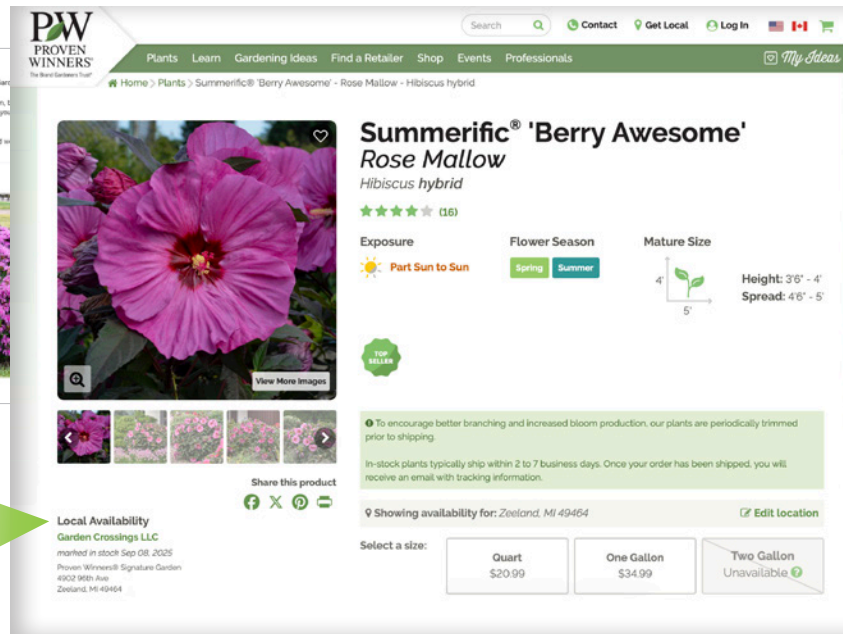 PW
PROVEN
WINNERS®
The Brand Gardeners Trust®
Search
Contact
Get Local
Log In
Plants Learn Gardening Ideas Find a Retailer Shop Events Professionals
My Ideas
Home > Plants > Summerific® 'Berry Awesome' - Rose Mallow - Hibiscus hybrid
View More Images
Share this product
Local Availability
Garden Crossings LLC
marked in stock Sep 08, 2025
Proven Winners® Signature Garden
4902 96th Ave
Zeeland, MI 49464
Summerific® 'Berry Awesome'
Rose Mallow
Hibiscus hybrid
(16)
Exposure
Part Sun to Sun
Flower Season
Spring Summer
Mature Size
4'
5'
Height: 3'6" - 4'
Spread: 4'6" - 5'
TOP
SELLER
To encourage better branching and increased bloom production, our plants are periodically trimmed
prior to shipping.
In-stock plants typically ship within 2 to 7 business days. Once your order has been shipped, you will
receive an email with tracking information.
Showing availability for: Zeeland, MI 49464
Edit location
Select a size:
Quart
$20.99
One Gallon
$34.99
Two Gallon
Unavailable ?